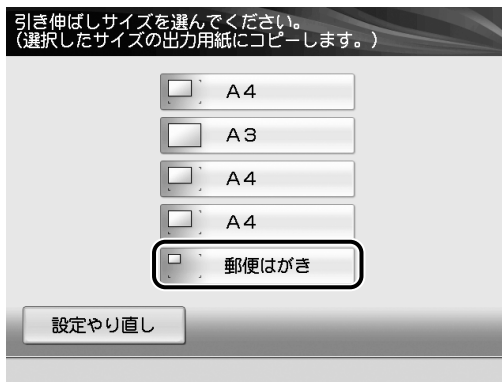 引き伸ばしサイズを選んでください。
(選択したサイズの出力用紙にコピーします。)
A4
A3
A4
A4
郵便はがき
設定やり直し